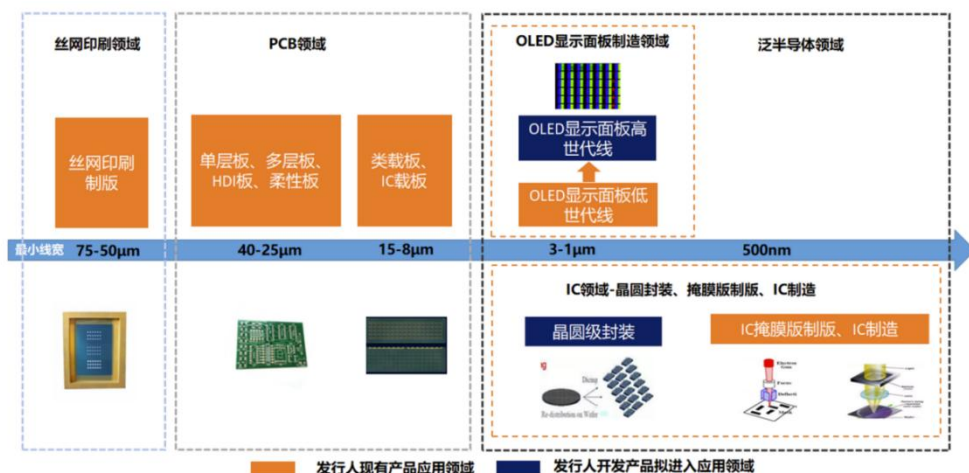 丝网印刷领域
PCB领域
OLED显示面板制造领域
泛半导体领域
丝网印刷
制版
单层板、多层板、
HDI板、柔性板
类载板、
IC载板
OLED显示面板高
世代线
OLED显示面板低
世代线
最小线宽
75-50μm
40-25μm
15-8μm
3-1μm
500nm
IC领域-晶圆封装、掩膜版制版、IC制造
晶圆级封装
IC掩膜版制版、IC制造
Dicing
Re-distribution on Wafer
Electron
Gun
发行人现有产品应用领域
发行人开发产品拟进入应用领域